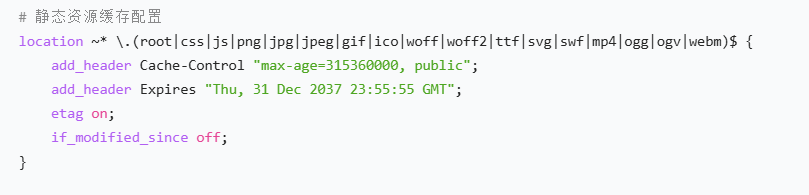 # 静态资源缓存配置
location ~* \.(root|css|js|png|jpg|jpeg|gif|ico|woff|woff2|ttf|svg|swf|mp4|ogg|ogv|webm)$ {
    add_header Cache-Control "max-age=315360000, public";
    add_header Expires "Thu, 31 Dec 2037 23:55:55 GMT";
    etag on;
    if_modified_since off;
}